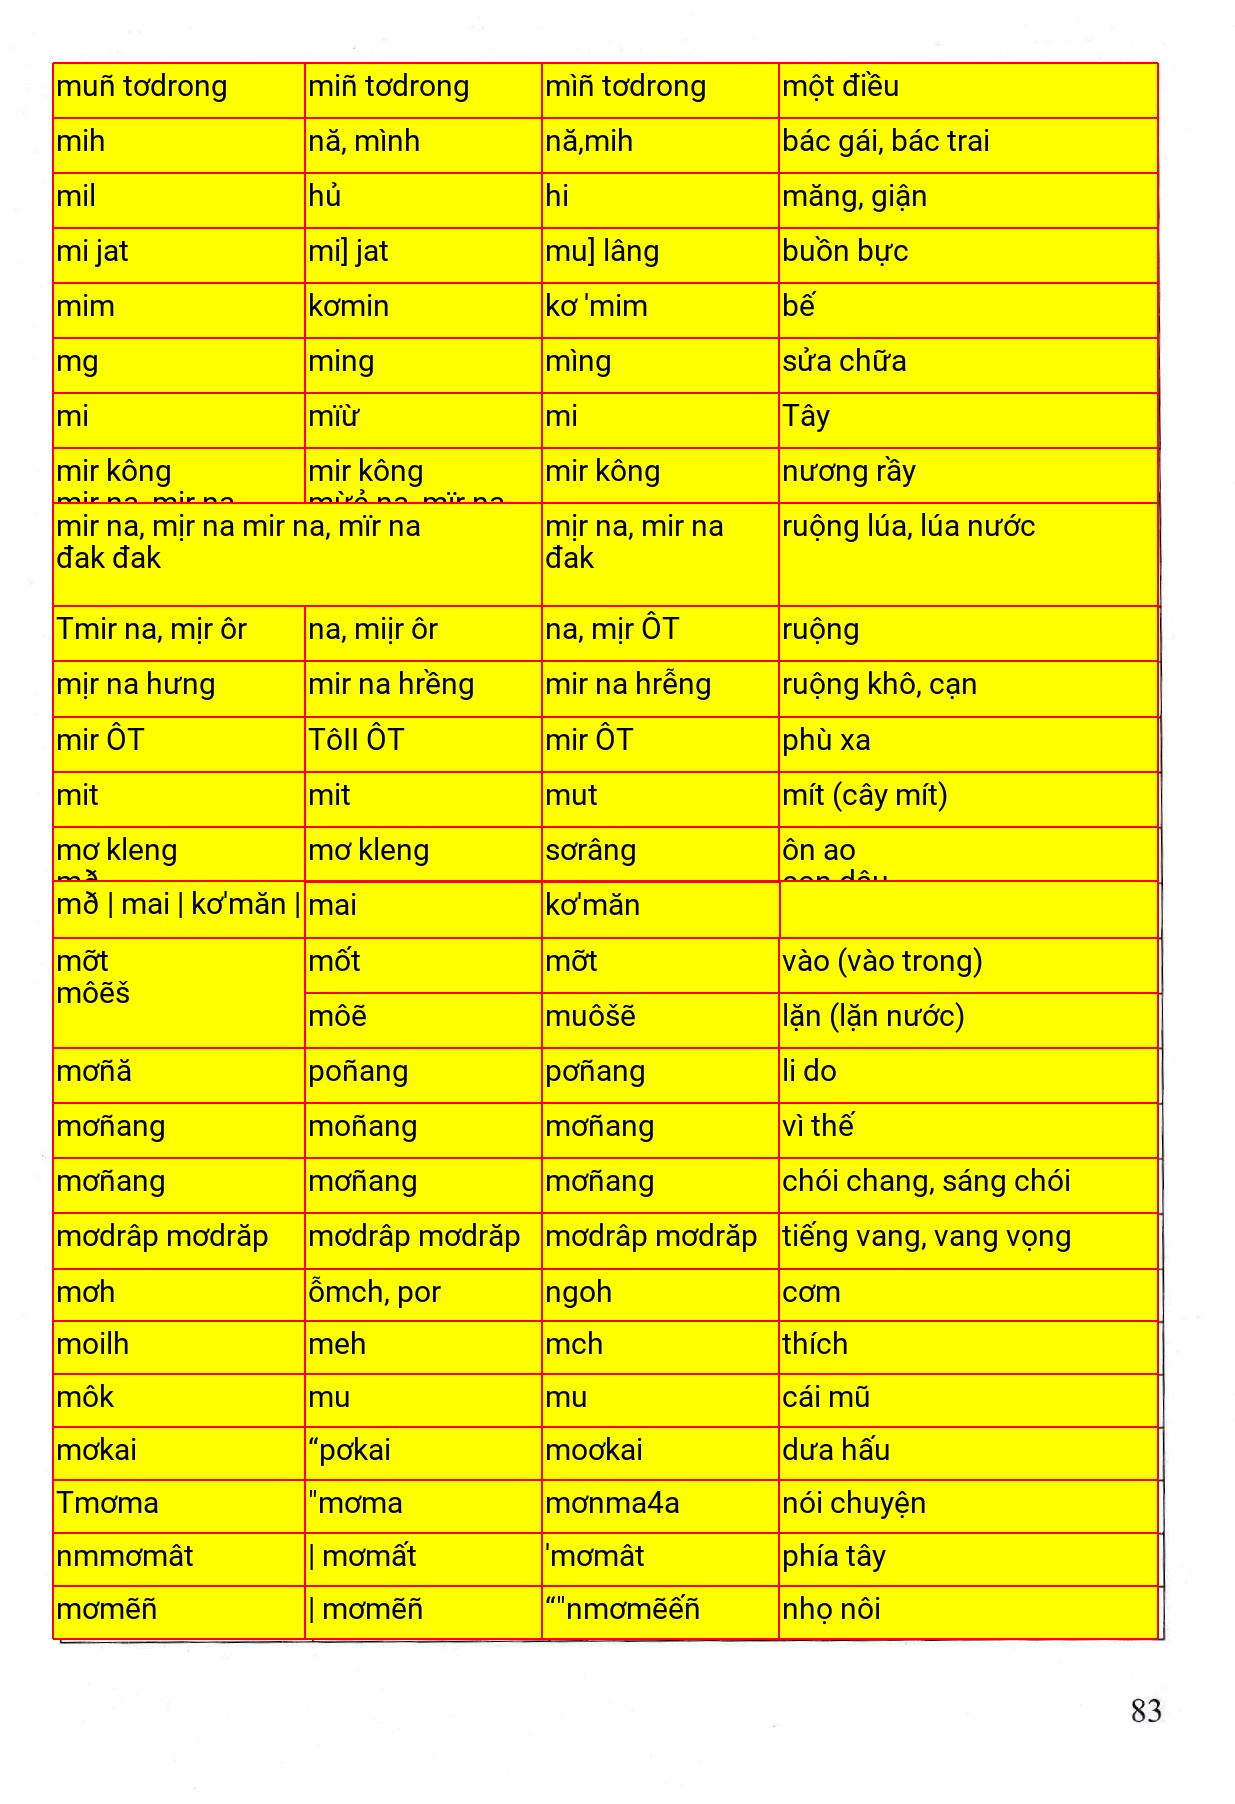 muñ tơdrong miñ tơdrong mìñ tơdrong một điều
mih nă, mình nă,mih bác gái, bác trai
mil hủ hi măng, giận
mi jat mi] jat mu] lâng buồn bực
mim kơmin kơ 'mim bế
mg ming mìng sửa chữa
mi mïừ mi Tây
mir kông mir kông mir kông nương rầy
mir na, mịr na mir na, mïr na mịr na, mir na ruộng lúa, lúa nước
đak đak đak
Tmir na, mịr ôr na, miịr ôr na, mịr ÔT ruộng
mịr na hưng mir na hrềng mir na hrễng ruộng khô, cạn
mir ÔT TôII ÔT mir ÔT phù xa
mit mit mut mít (cây mít)
mơ kleng mơ kleng sơrâng ôn ao
mð | mai | kơ'măn | mai kơ'măn
mỡt mốt mỡt vào (vào trong)
môẽš môẽ muôšẽ lặn (lặn nước)
mơñă poñang pơñang li do
mơñang moñang mơñang vì thế
mơñang mơñang mơñang chói chang, sáng chói
mơdrâp mơdrăp mơdrâp mơdrăp mơdrâp mơdrăp tiếng vang, vang vọng
mơh ỗmch, por ngoh cơm
moilh meh mch thích
môk mu mu cái mũ
mơkai “pơkai moơkai dưa hấu
Tmơma "mơma mơnma4a nói chuyện
nmmơmât | mơmất 'mơmât phía tây
mơmẽñ | mơmẽñ “"nmơmẽếñ nhọ nôi
83